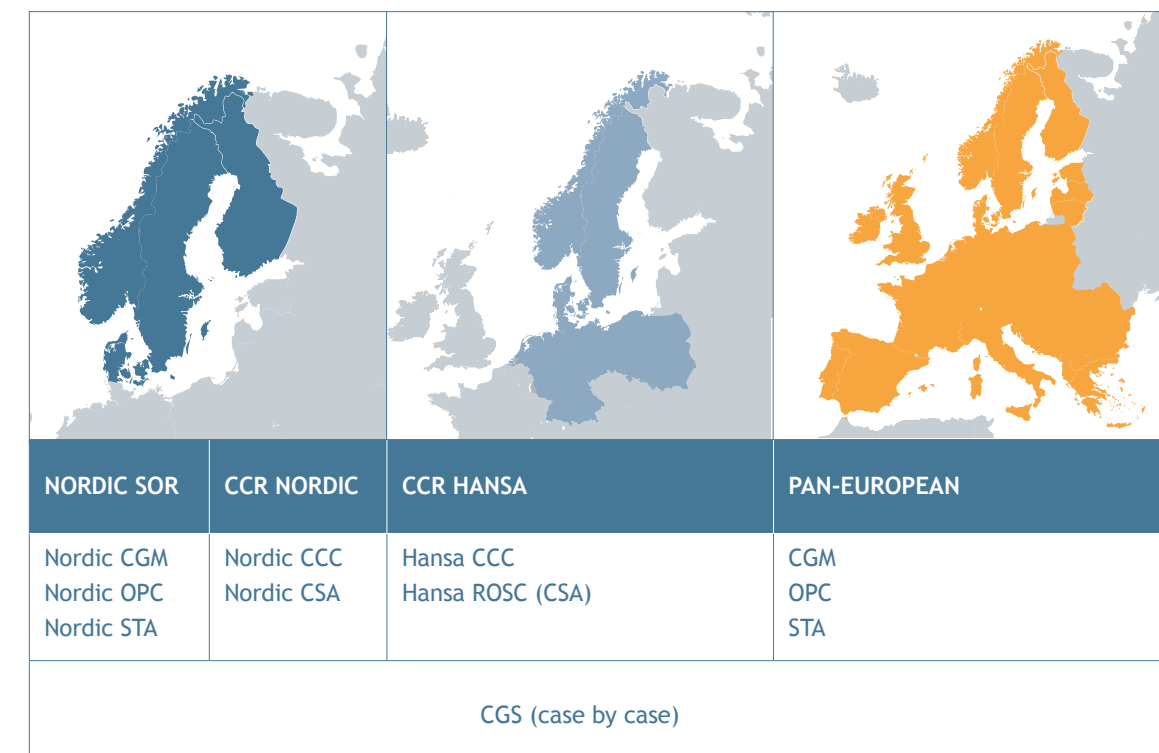 NORDIC SOR
CCR NORDIC
CCR HANSA
PAN-EUROPEAN
Nordic CGM
Nordic OPC
Nordic STA
Nordic CCC
Nordic CSA
Hansa CCC
Hansa ROSC (CSA)
CGM
OPC
STA
CGS (case by case)